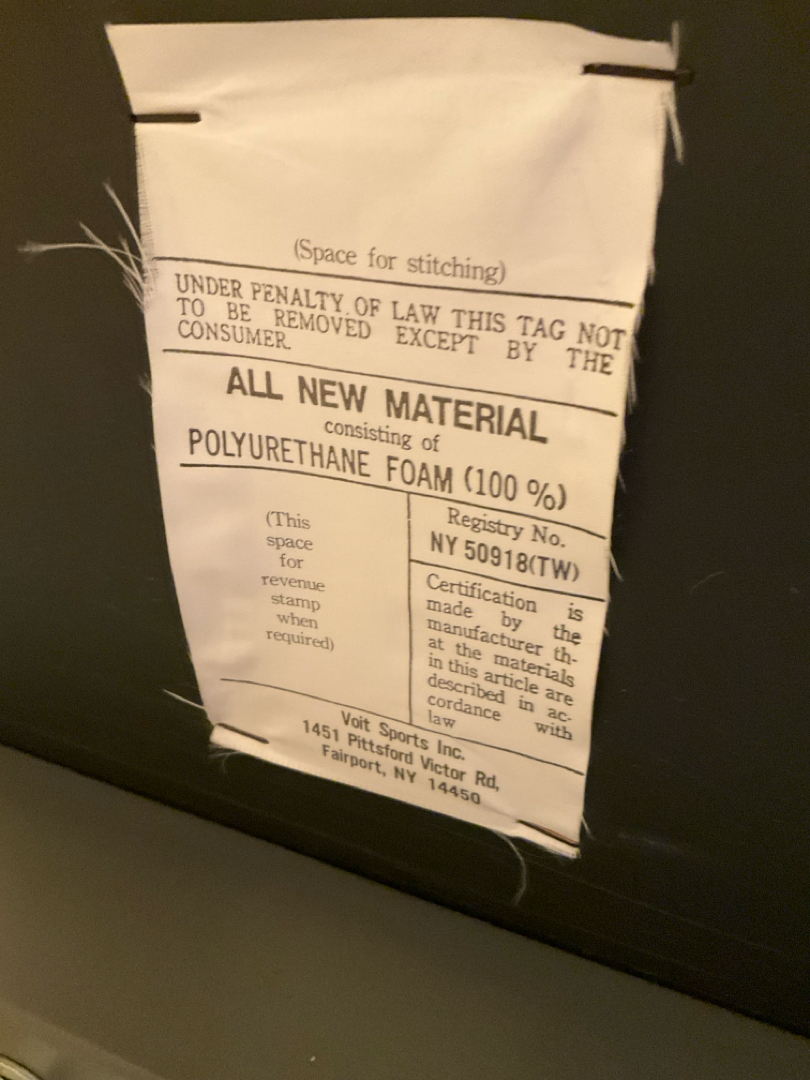 (Space for stitching)
UNDER PENALTY OF LAW THIS TAG NOT
TO BE REMOVED EXCEPT BY THE
CONSUMER.
ALL NEW MATERIAL
consisting of
POLYURETHANE FOAM (100 %)
(This
space
for
revenue
stamp
when
required)
Registry No.
NY 50918(TW)
Certification is
made by the
manufacturer th-
at the materials
in this article are
described in ac-
cordance with
law
Voit Sports Inc.
1451 Pittsford Victor Rd,
Fairport, NY 14450